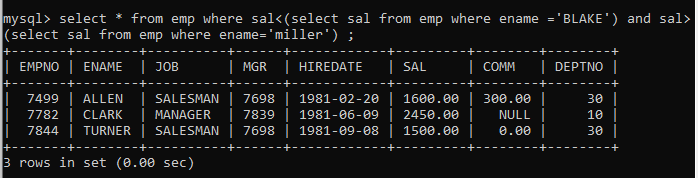 mysql> select * from emp where sal<(select sal from emp where ename ='BLAKE') and sal>
(select sal from emp where ename='miller') ;
+-------+--------+----------+------+------------+---------+--------+--------+
| EMPNO | ENAME  | JOB      | MGR  | HIREDATE   | SAL     | COMM   | DEPTNO |
+-------+--------+----------+------+------------+---------+--------+--------+
|  7499 | ALLEN  | SALESMAN | 7698 | 1981-02-20 | 1600.00 | 300.00 |     30 |
|  7782 | CLARK  | MANAGER  | 7839 | 1981-06-09 | 2450.00 |   NULL |     10 |
|  7844 | TURNER | SALESMAN | 7698 | 1981-09-08 | 1500.00 |   0.00 |     30 |
+-------+--------+----------+------+------------+---------+--------+--------+
3 rows in set (0.00 sec)